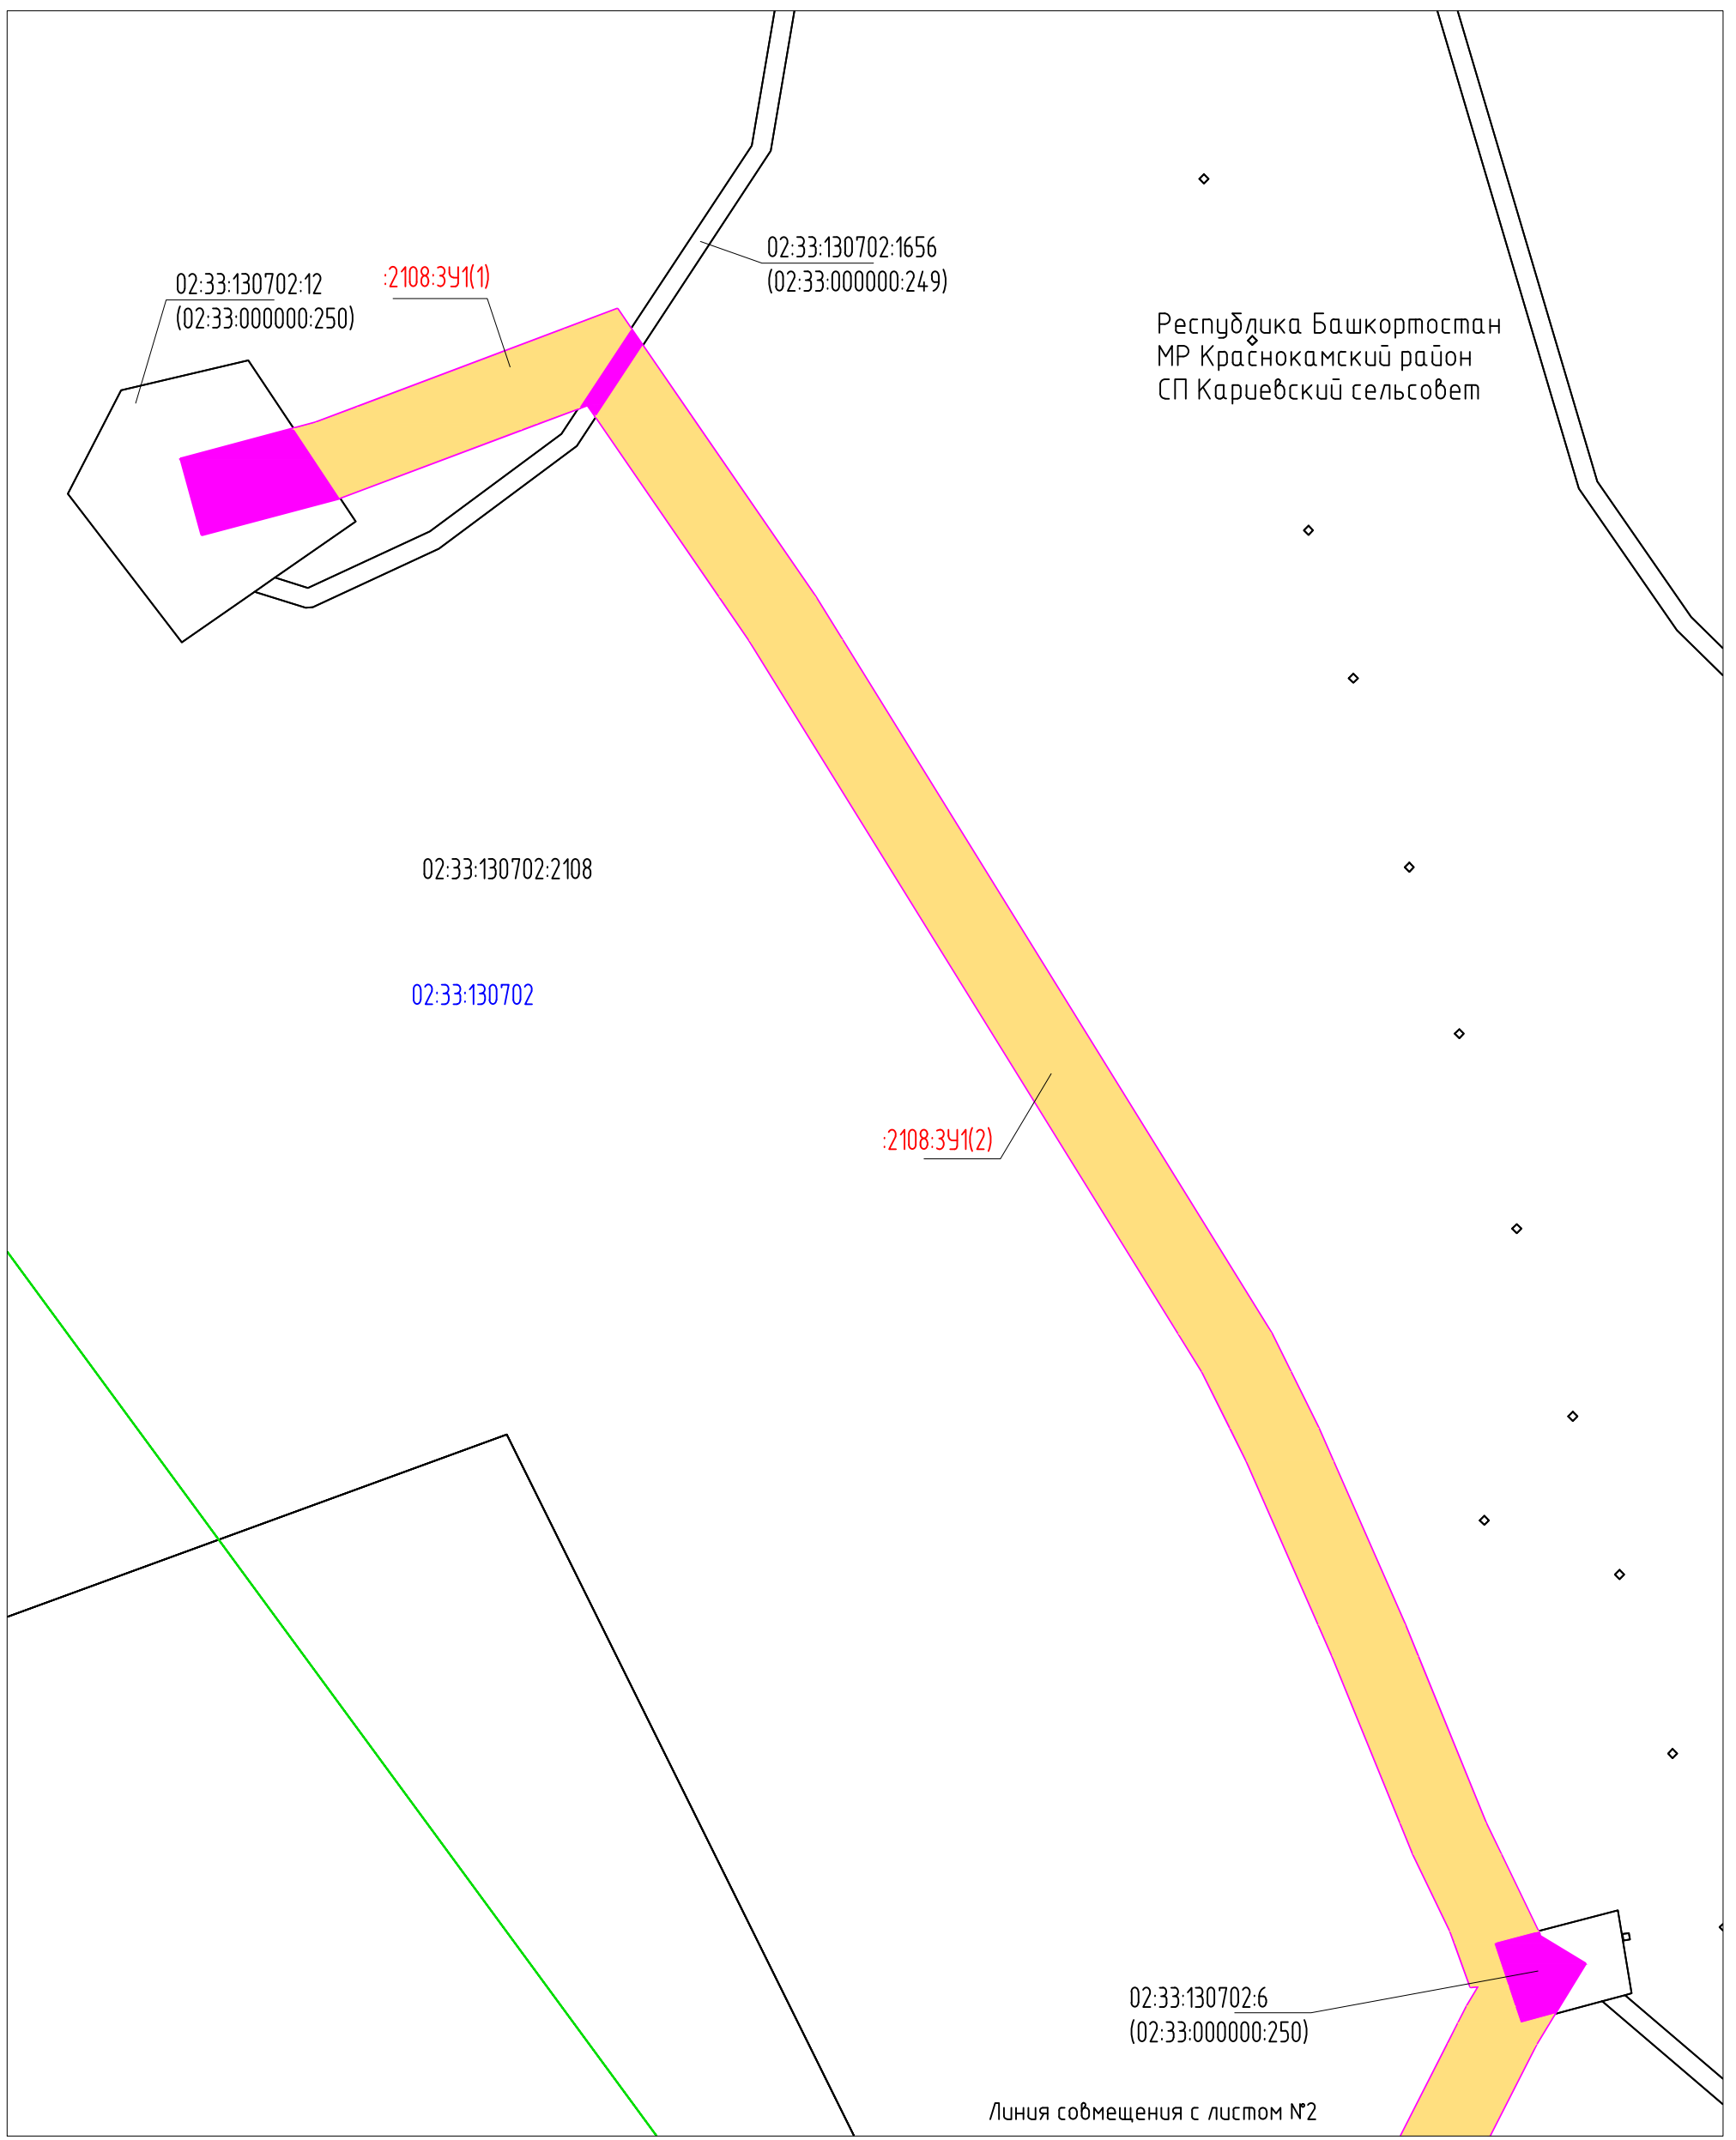 02:33:130702:1656
(02:33:000000:249)
02:33:130702:12
(02:33:000000:250)
:2108:ЗУ1(1)
Республика Башкортостан
МР Краснокамский район
СП Кариевский сельсовет
02:33:130702:2108
02:33:130702
:2108:ЗУ1(2)
02:33:130702:6
(02:33:000000:250)
Линия совмещения с листом №2